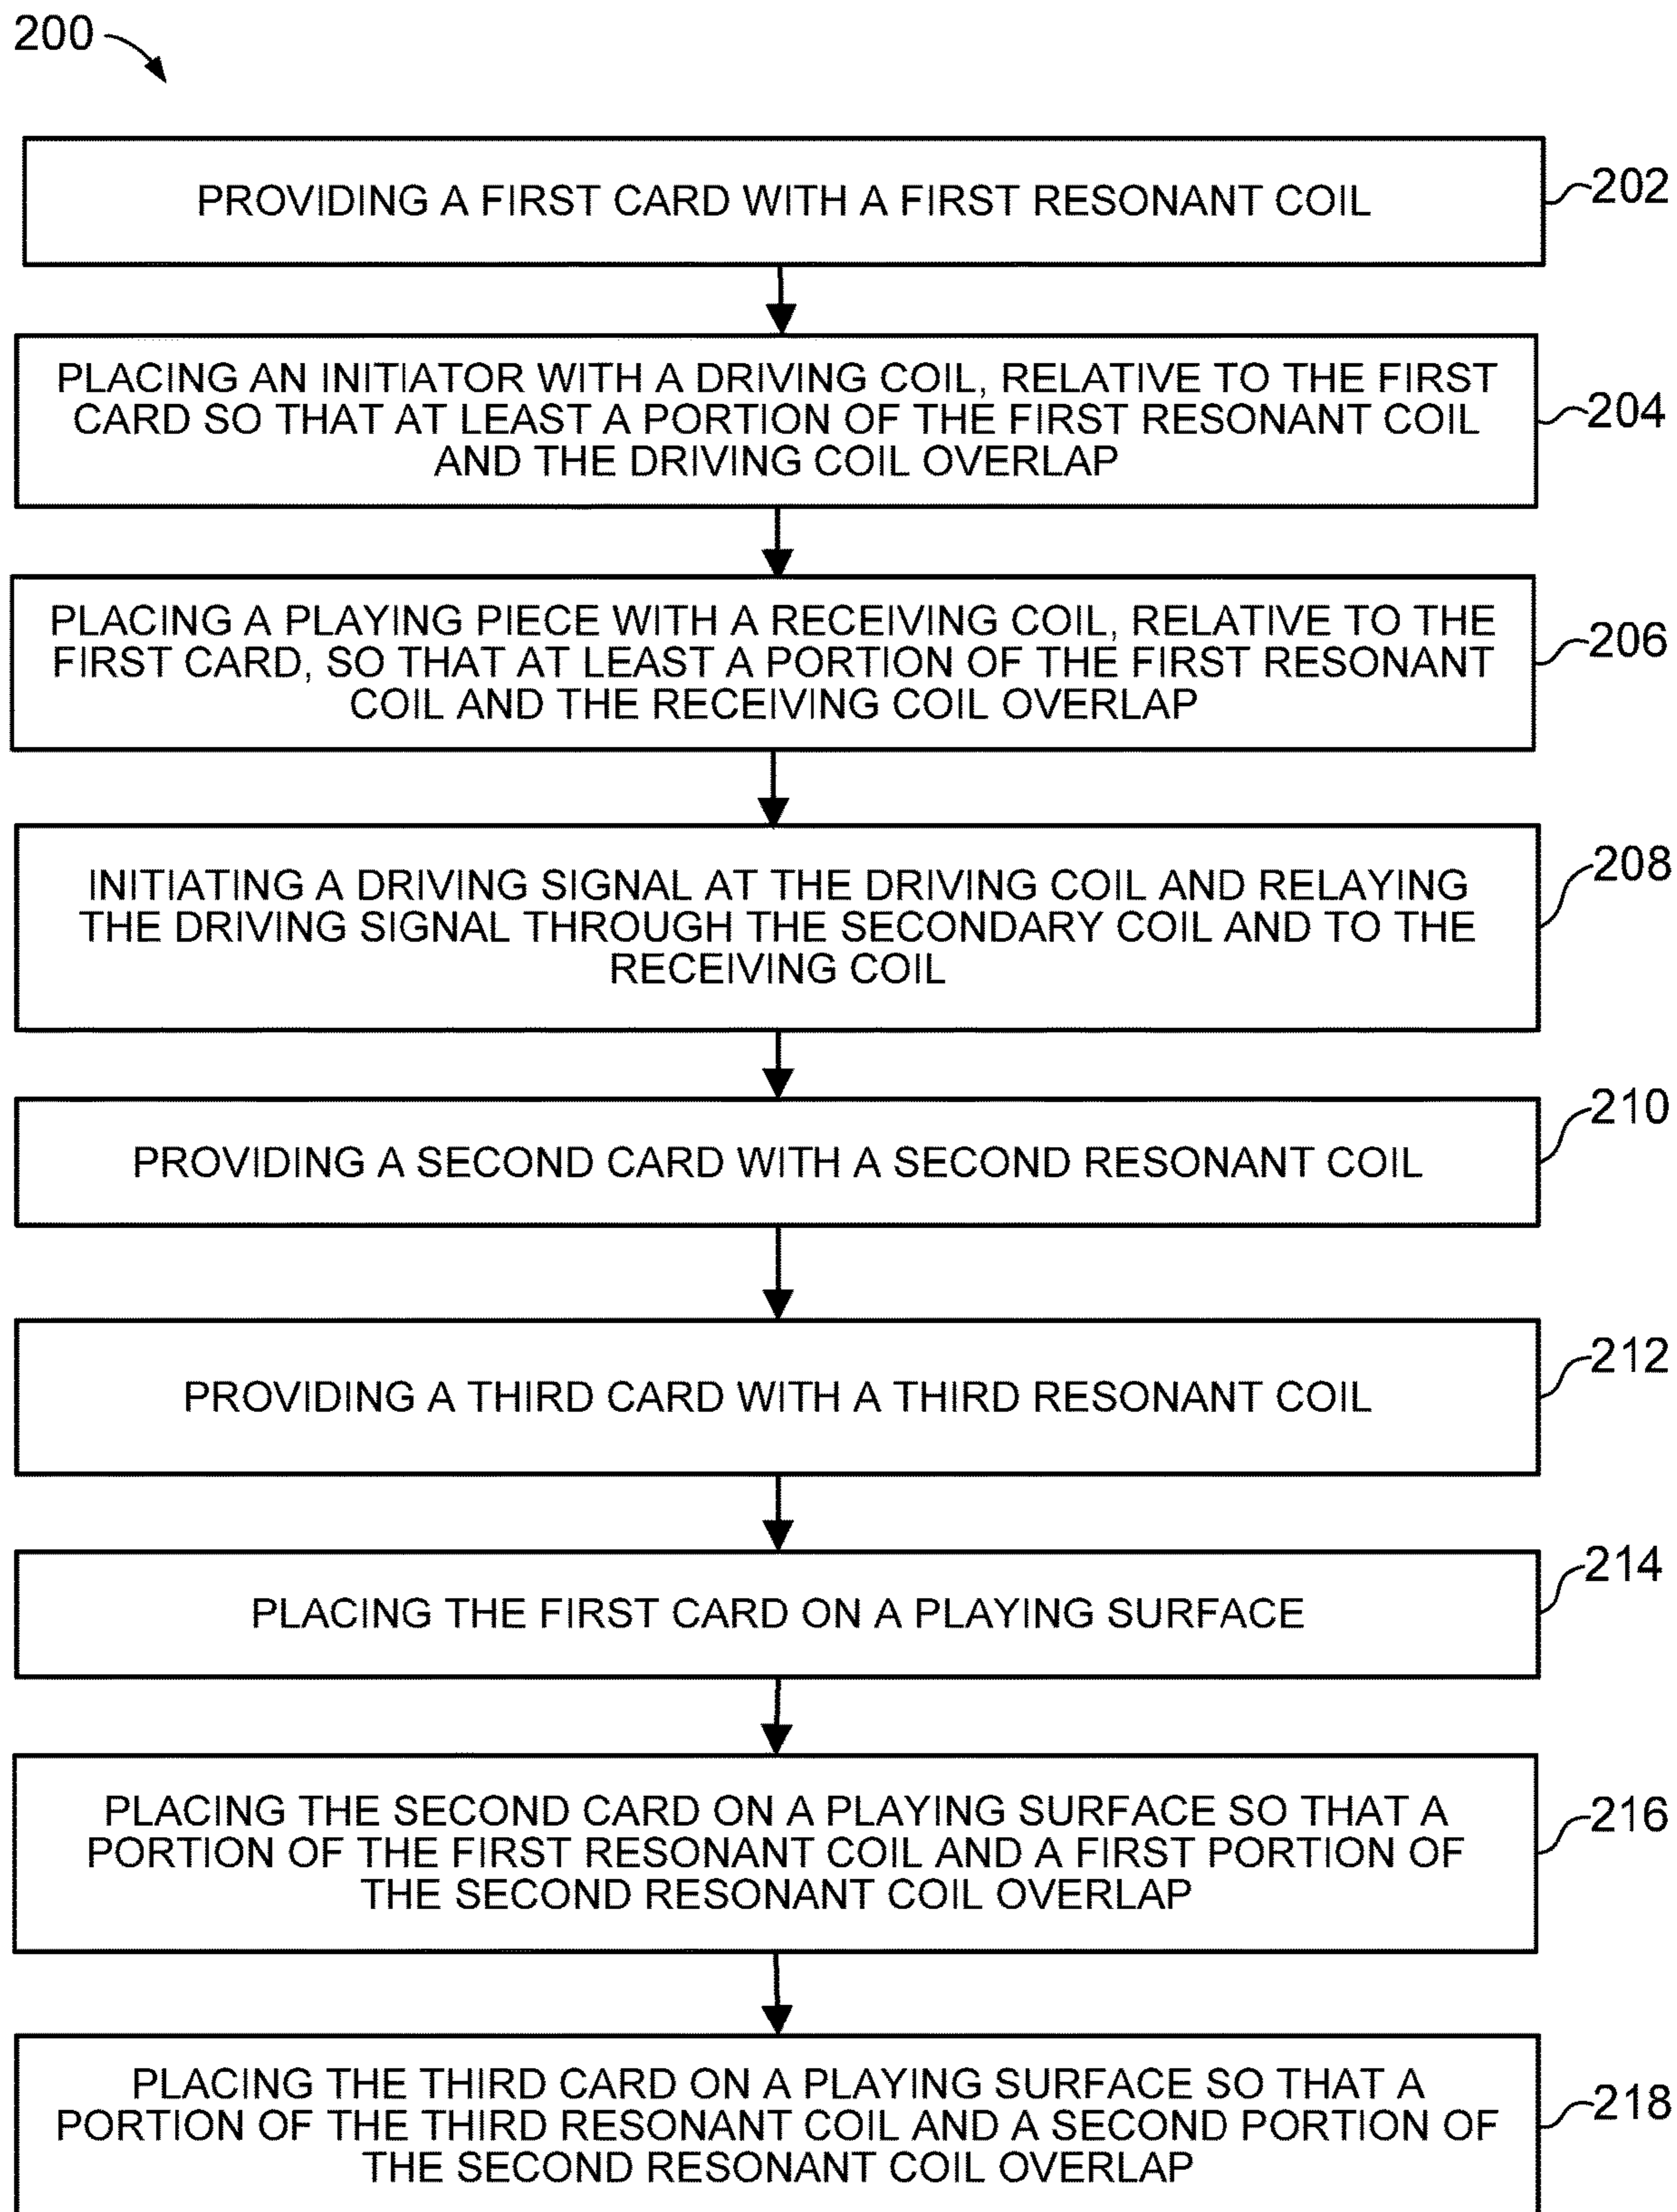 200
PROVIDING A FIRST CARD WITH A FIRST RESONANT COIL
202
PLACING AN INITIATOR WITH A DRIVING COIL, RELATIVE TO THE FIRST
CARD SO THAT AT LEAST A PORTION OF THE FIRST RESONANT COIL
AND THE DRIVING COIL OVERLAP
204
PLACING A PLAYING PIECE WITH A RECEIVING COIL, RELATIVE TO THE
FIRST CARD, SO THAT AT LEAST A PORTION OF THE FIRST RESONANT
COIL AND THE RECEIVING COIL OVERLAP
206
INITIATING A DRIVING SIGNAL AT THE DRIVING COIL AND RELAYING
THE DRIVING SIGNAL THROUGH THE SECONDARY COIL AND TO THE
RECEIVING COIL
208
PROVIDING A SECOND CARD WITH A SECOND RESONANT COIL
210
PROVIDING A THIRD CARD WITH A THIRD RESONANT COIL
212
PLACING THE FIRST CARD ON A PLAYING SURFACE
214
PLACING THE SECOND CARD ON A PLAYING SURFACE SO THAT A
PORTION OF THE FIRST RESONANT COIL AND A FIRST PORTION OF
THE SECOND RESONANT COIL OVERLAP
216
PLACING THE THIRD CARD ON A PLAYING SURFACE SO THAT A
PORTION OF THE THIRD RESONANT COIL AND A SECOND PORTION OF
THE SECOND RESONANT COIL OVERLAP
218